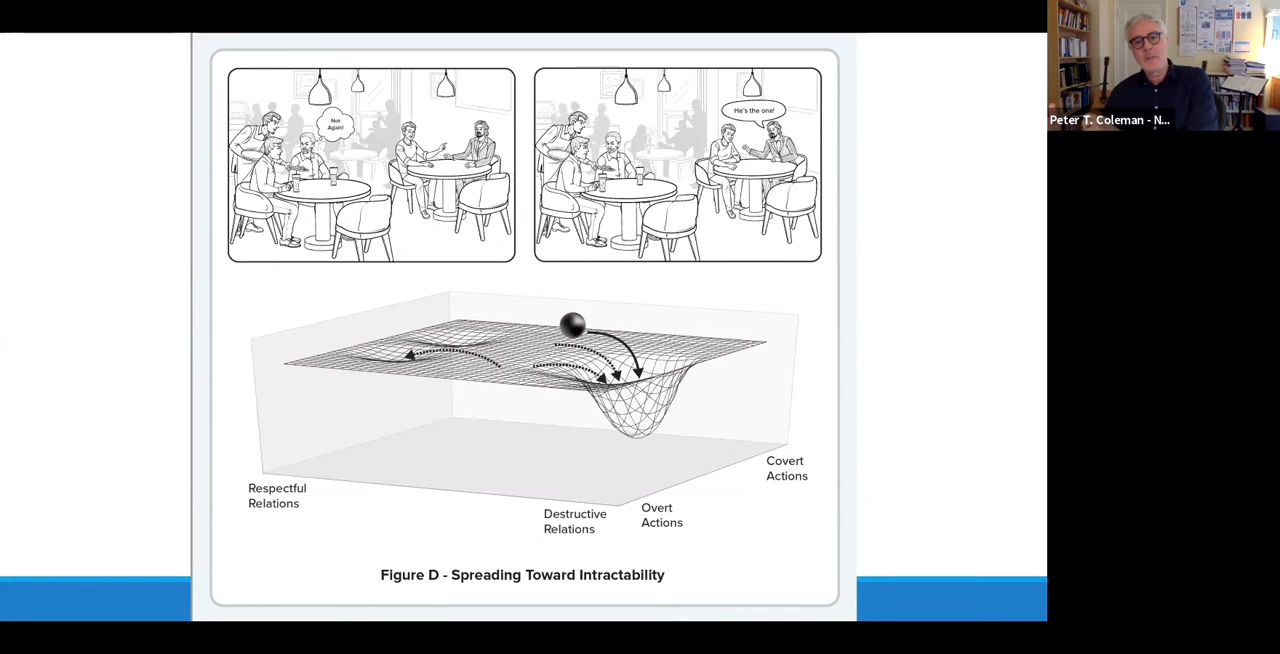 Not
Again!
He's the one!
Respectful
Relations
Destructive
Relations
Overt
Actions
Covert
Actions
Figure D - Spreading Toward Intractability
Peter T. Coleman - N...